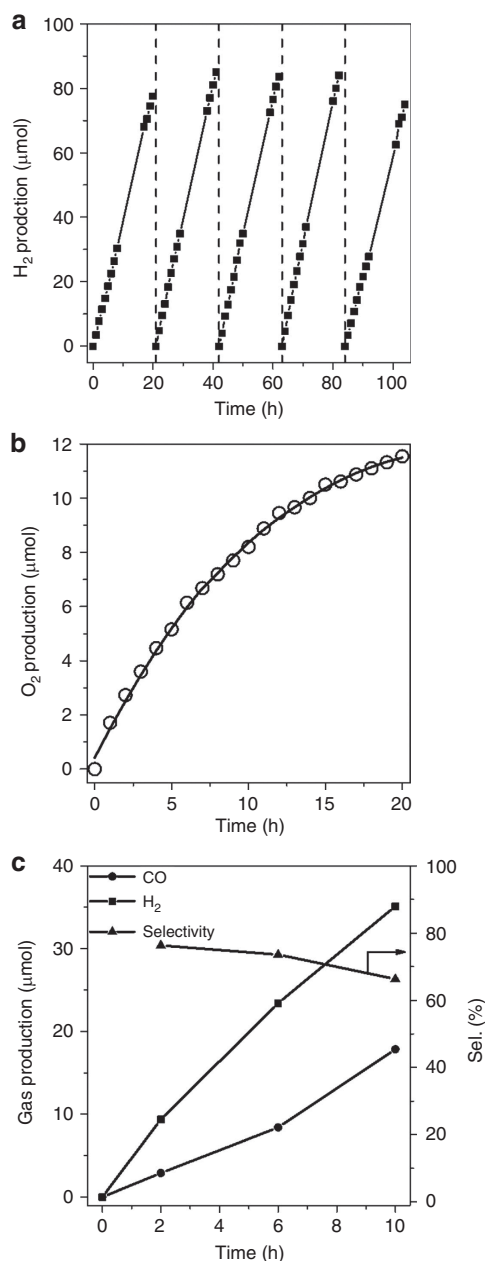 a
100
80
60
40
20
0
H2 prodction (μmol)
0 20 40 60 80 100
Time (h)
b
12
10
8
6
4
2
0
O2 production (μmol)
0 5 10 15 20
Time (h)
c
40
30
20
10
0
Gas production (μmol)
CO
H2
Selectivity
100
80
60
40
20
0
Sel. (%)
0 2 4 6 8 10
Time (h)